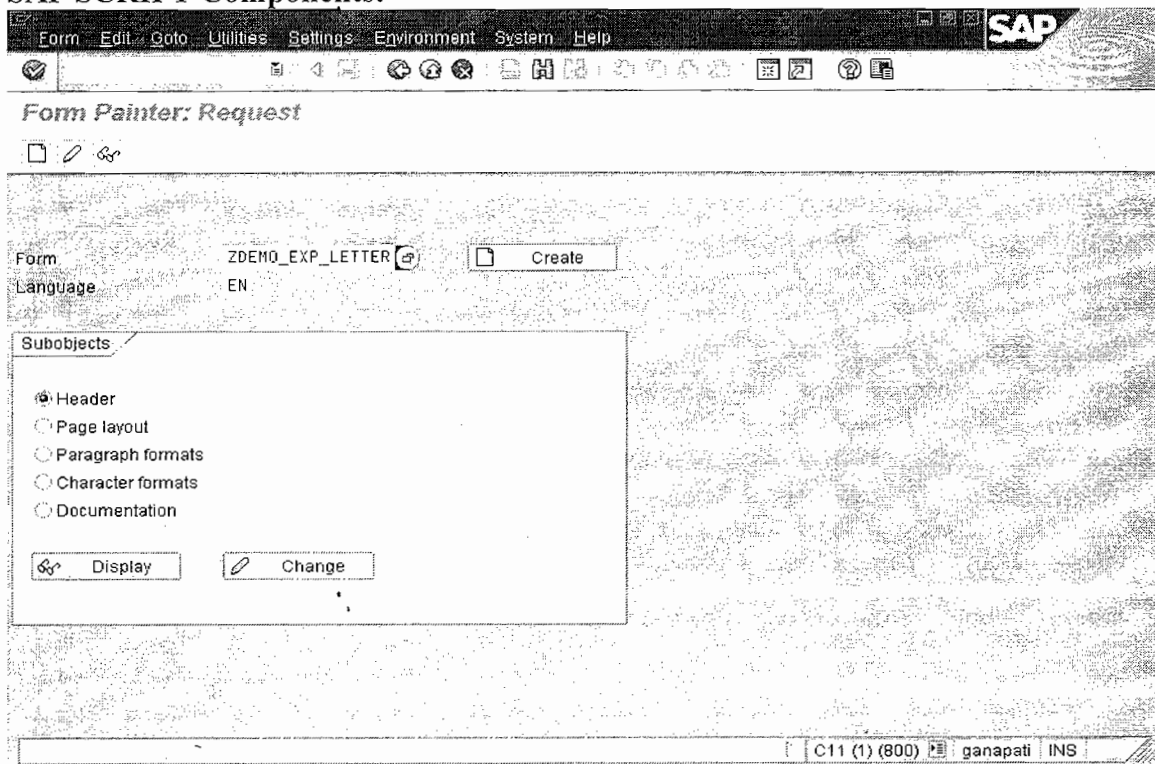 SAP SCRIPT Components:
Form Edit Goto Utilities Settings Environment System Help
SAP
Form Painter: Request
Form ZDEMO_EXP_LETTER Create
Language EN
Subobjects
Header
Page layout
Paragraph formats
Character formats
Documentation
Display Change
C11 (1) (800) ganapati INS